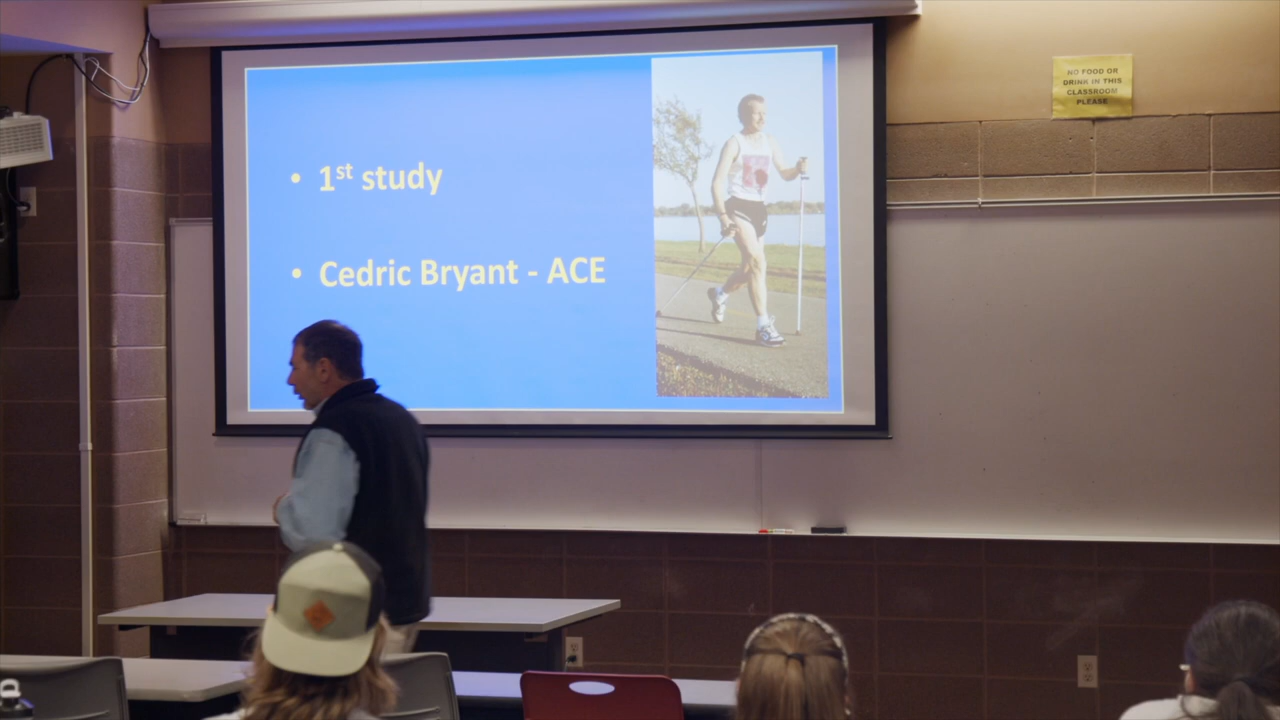 • 1st study
• Cedric Bryant - ACE
NO FOOD OR
DRINK IN THIS
CLASSROOM
PLEASE